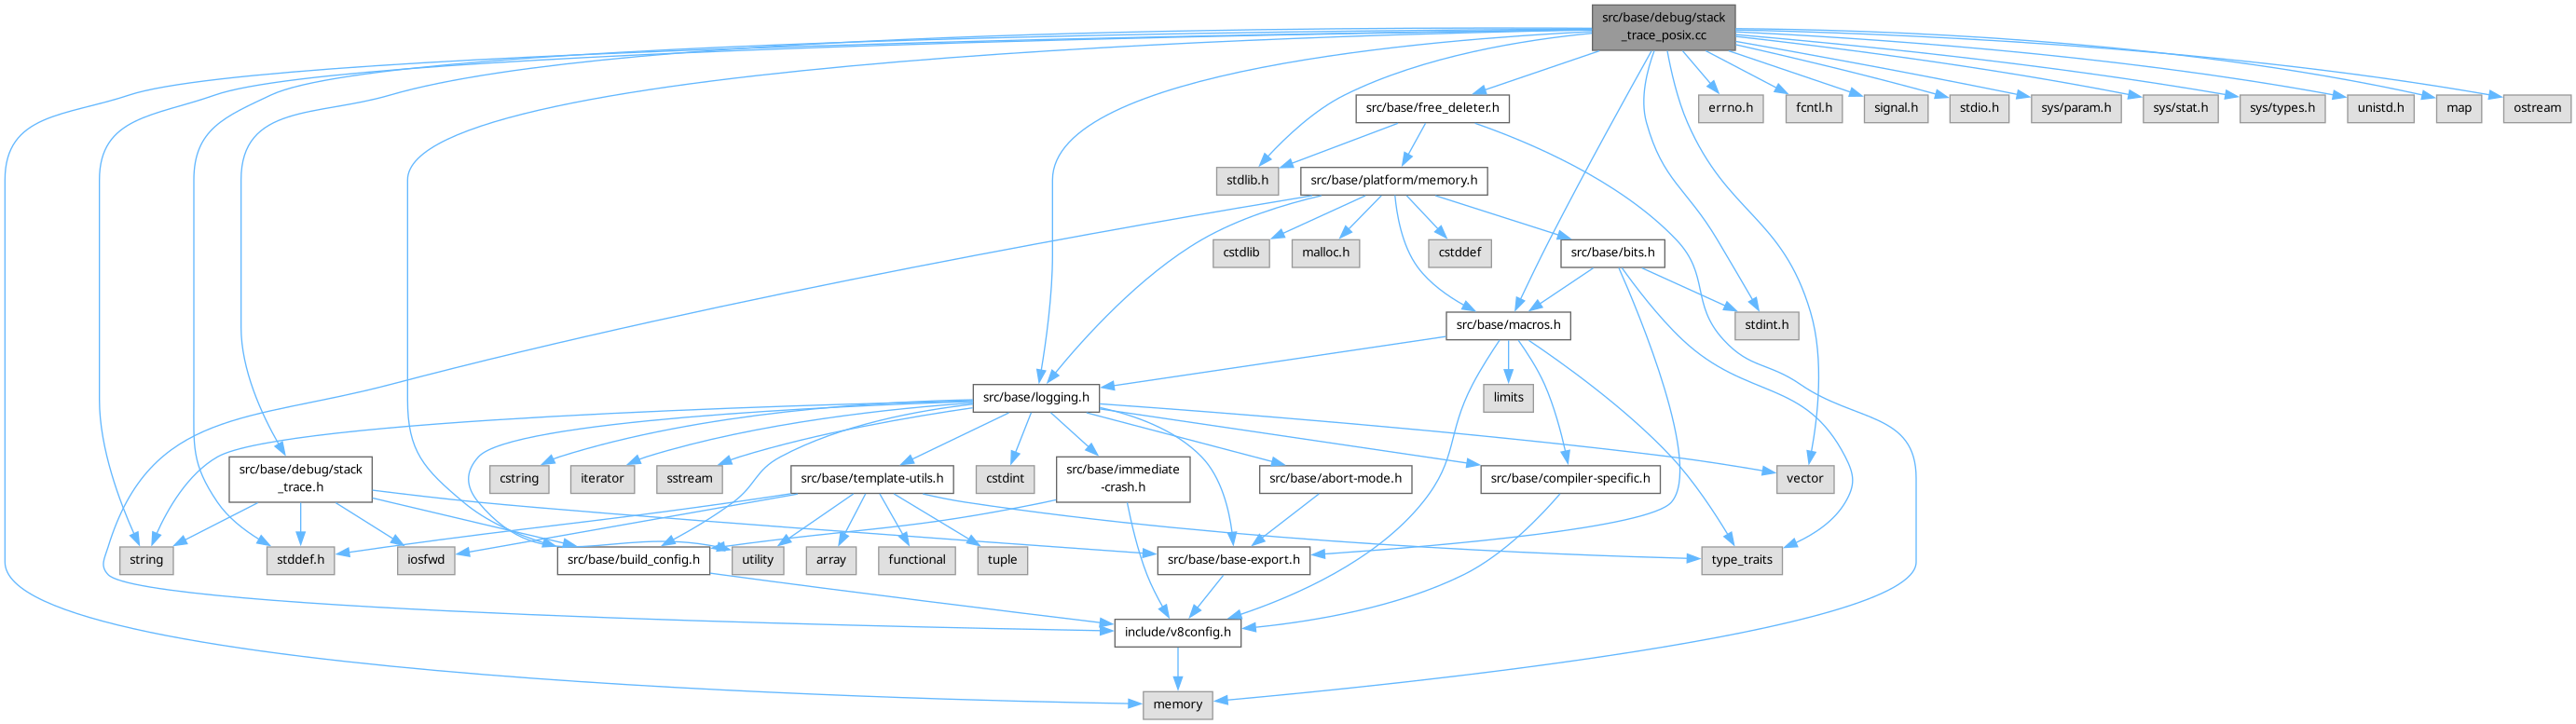 src/base/debug/stack
_trace_posix.cc
src/base/free_deleter.h
errno.h
fcntl.h
signal.h
stdio.h
sys/param.h
sys/stat.h
sys/types.h
unistd.h
map
ostream
stdlib.h
src/base/platform/memory.h
cstdlib
malloc.h
cstddef
src/base/bits.h
src/base/macros.h
stdint.h
src/base/logging.h
limits
src/base/debug/stack
_trace.h
cstring
iterator
sstream
src/base/template-utils.h
cstdint
src/base/immediate
-crash.h
src/base/abort-mode.h
src/base/compiler-specific.h
vector
string
stddef.h
iosfwd
src/base/build_config.h
utility
array
functional
tuple
src/base/base-export.h
type_traits
include/v8config.h
memory